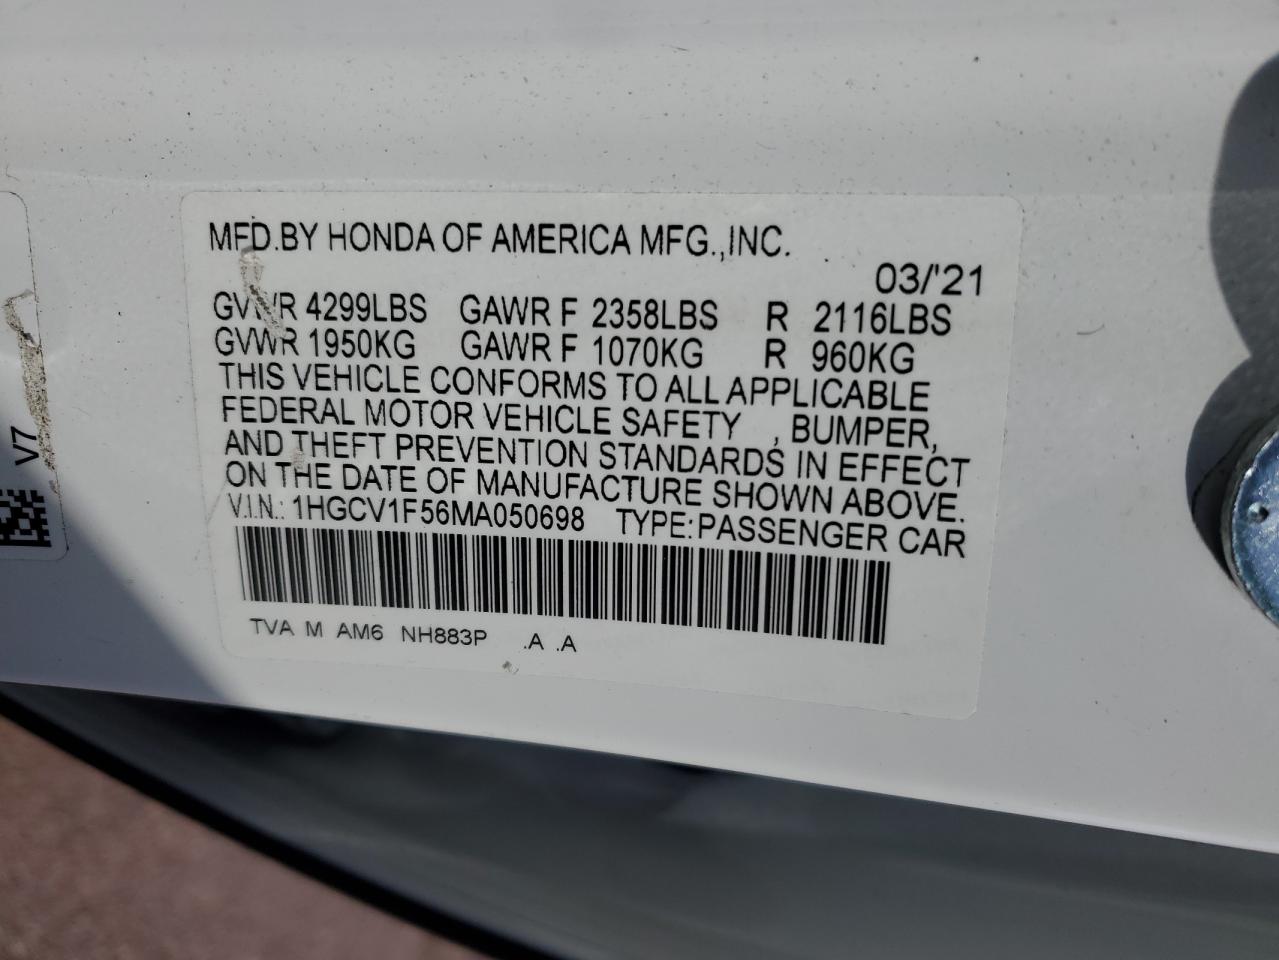 MFD.BY HONDA OF AMERICA MFG.,INC.
03/'21
GVWR 4299LBS GAWR F 2358LBS R 2116LBS
GVWR 1950KG GAWR F 1070KG R 960KG
THIS VEHICLE CONFORMS TO ALL APPLICABLE
FEDERAL MOTOR VEHICLE SAFETY , BUMPER,
AND THEFT PREVENTION STANDARDS IN EFFECT
ON THE DATE OF MANUFACTURE SHOWN ABOVE.
V.I.N.: 1HGCV1F56MA050698 TYPE:PASSENGER CAR
TVA M AM6 NH883P .A .A
V7